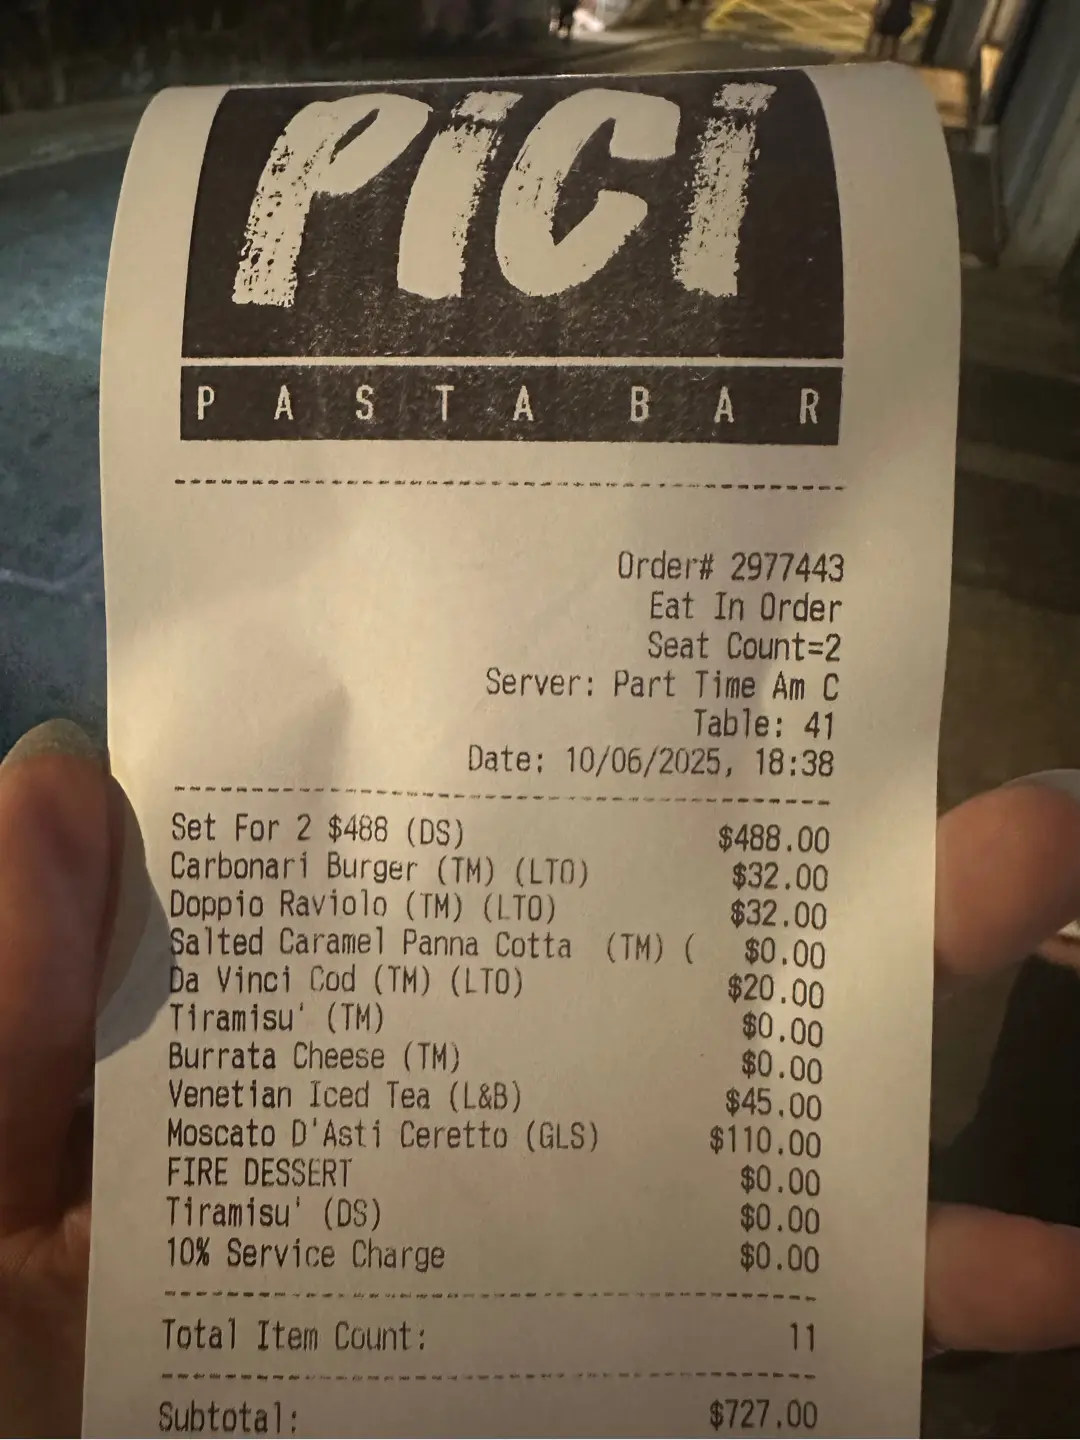 PiCi
PASTA BAR
Order# 2977443
Eat In Order
Seat Count=2
Server: Part Time Am C
Table: 41
Date: 10/06/2025, 18:38
Set For 2 $488 (DS) $488.00
Carbonari Burger (TM) (LTO) $32.00
Doppio Raviolo (TM) (LTO) $32.00
Salted Caramel Panna Cotta (TM) ( $0.00
Da Vinci Cod (TM) (LTO) $20.00
Tiramisu' (TM) $0.00
Burrata Cheese (TM) $0.00
Venetian Iced Tea (L&B) $45.00
Moscato D'Asti Ceretto (GLS) $110.00
FIRE DESSERT $0.00
Tiramisu' (DS) $0.00
10% Service Charge $0.00
Total Item Count: 11
Subtotal: $727.00